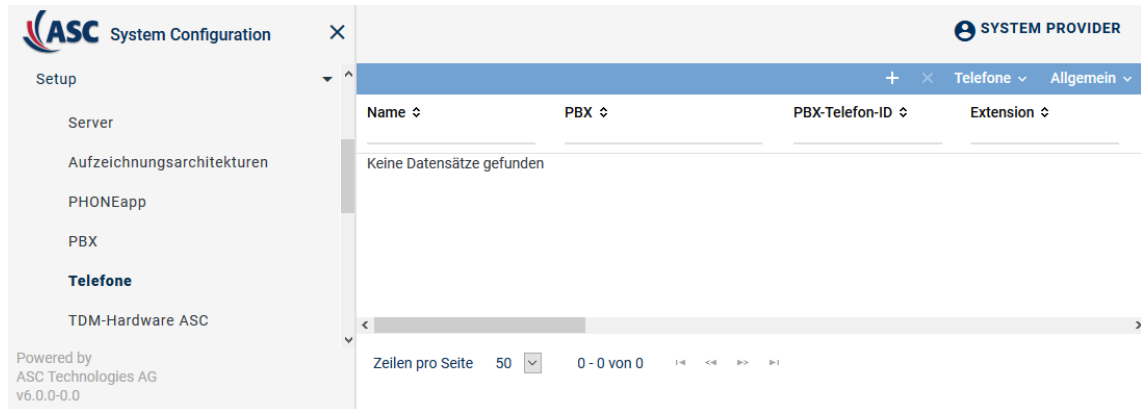 ASC System Configuration
SYSTEM PROVIDER
Setup
Server
Aufzeichnungsarchitekturen
PHONEapp
PBX
Telefone
TDM-Hardware ASC
Powered by
ASC Technologies AG
v6.0.0-0.0
Telefone Allgemein
Name PBX PBX-Telefon-ID Extension
Keine Datensätze gefunden
Zeilen pro Seite 50 0 - 0 von 0